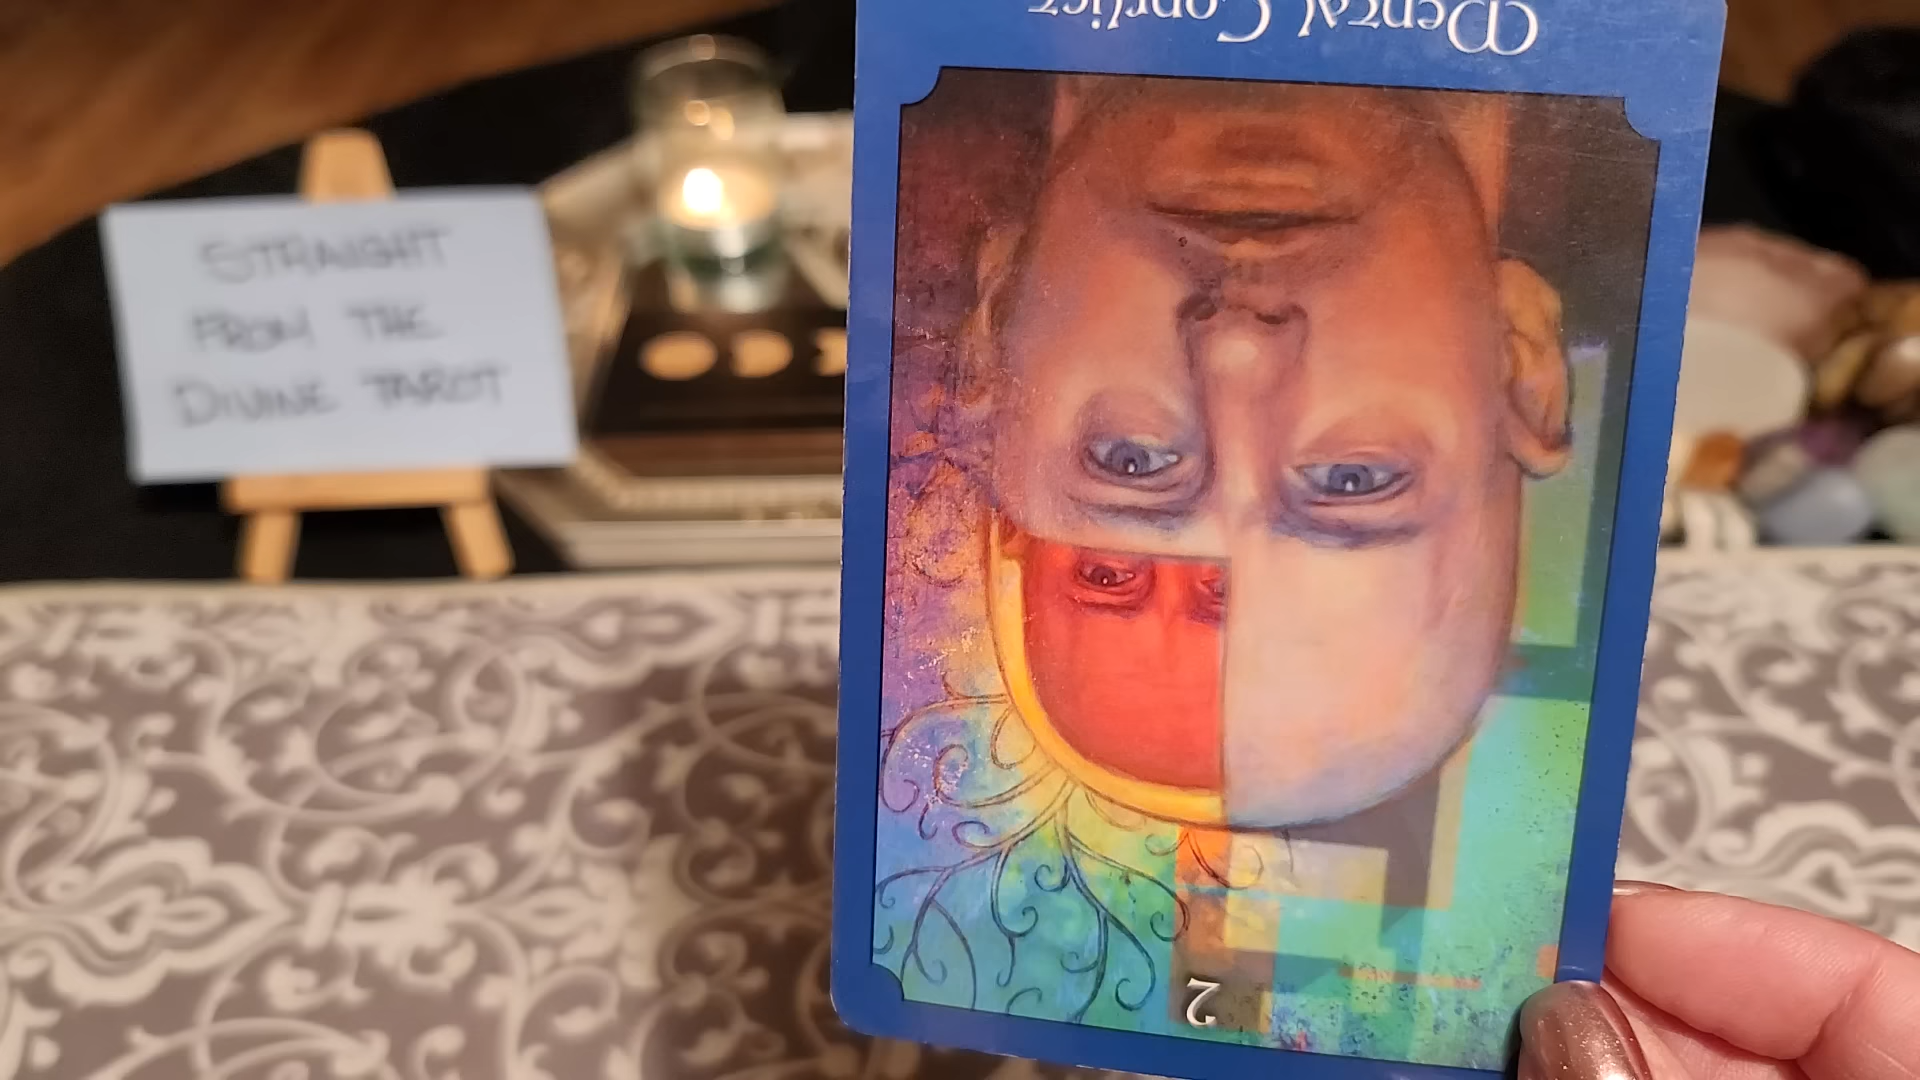 STRAIGHT
FROM THE
DIVINE TAROT
Mental Conflict
2